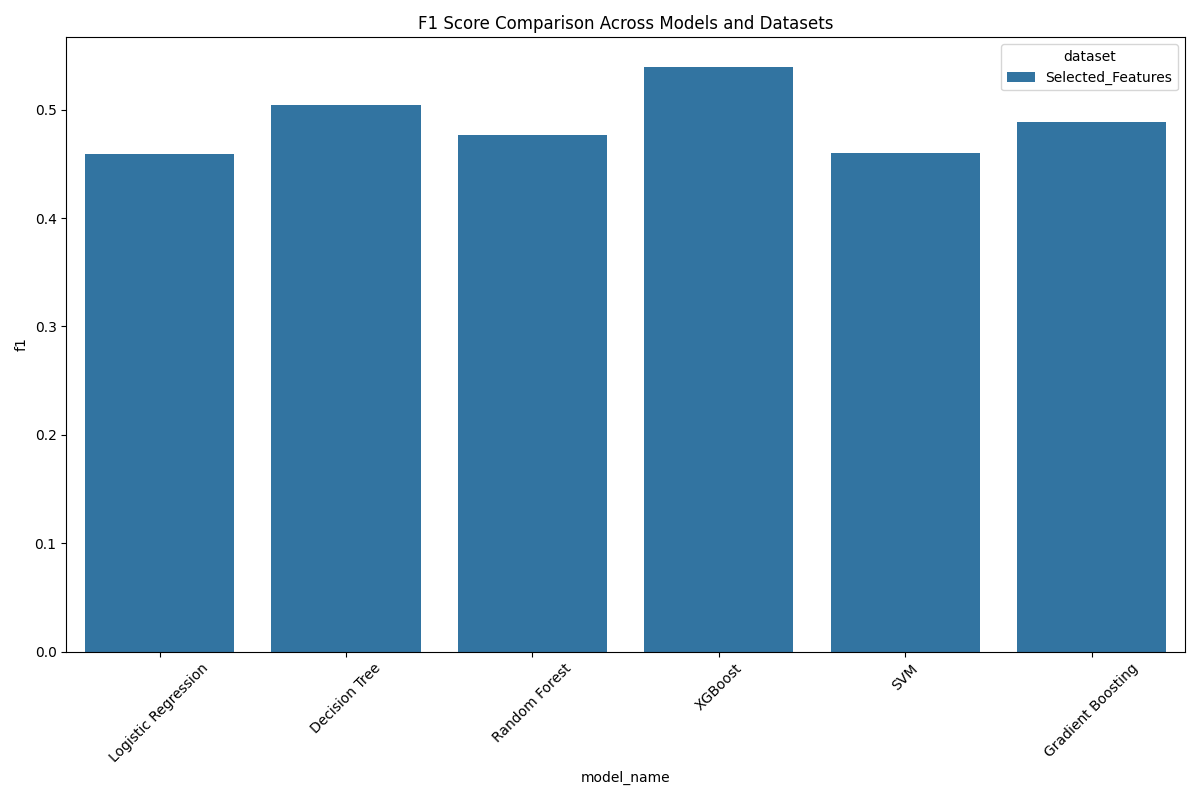 F1 Score Comparison Across Models and Datasets
dataset
Selected_Features
f1
0.5
0.4
0.3
0.2
0.1
0.0
Logistic Regression
Decision Tree
Random Forest
XGBoost
SVM
Gradient Boosting
model_name